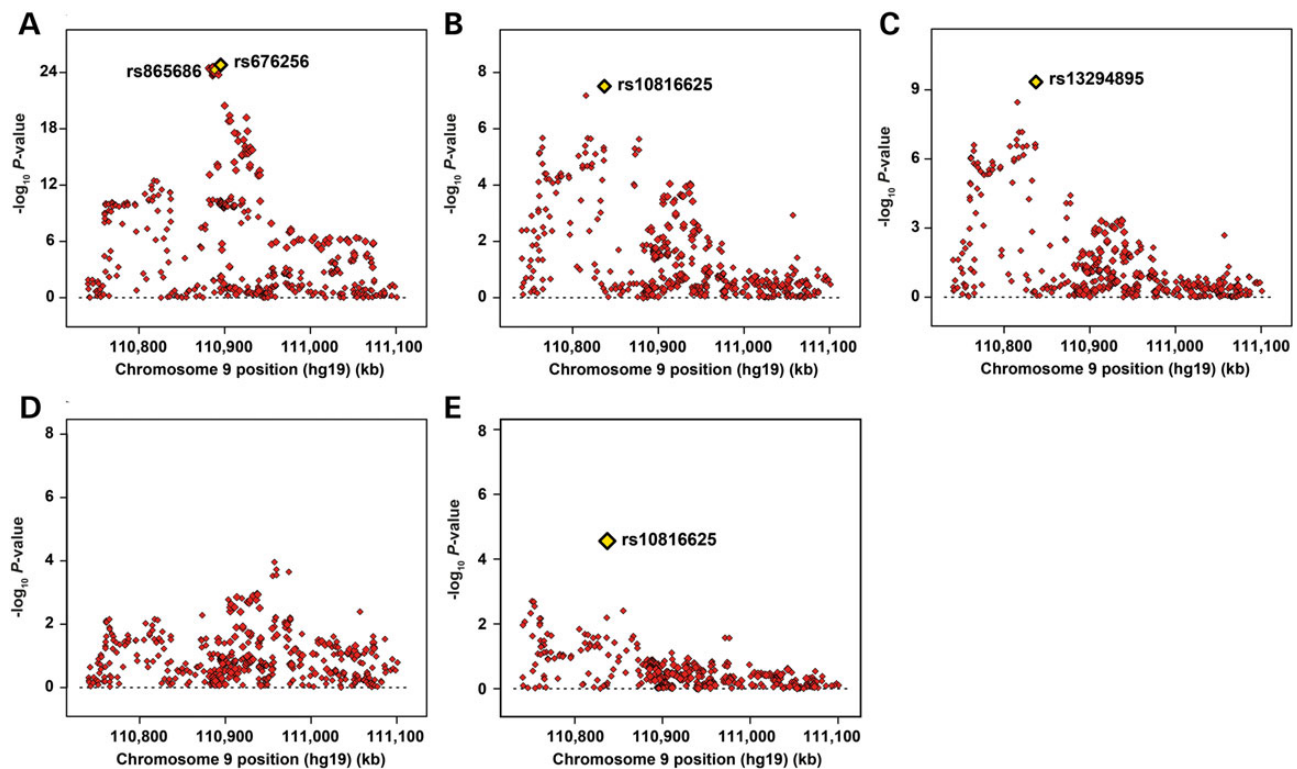 A
-log10 P-value
24
18
12
6
0
rs865686
rs676256
110,800 110,900 111,000 111,100
Chromosome 9 position (hg19) (kb)
B
-log10 P-value
8
6
4
2
0
rs10816625
110,800 110,900 111,000 111,100
Chromosome 9 position (hg19) (kb)
C
-log10 P-value
9
6
3
0
rs13294895
110,800 110,900 111,000 111,100
Chromosome 9 position (hg19) (kb)
D
-log10 P-value
8
6
4
2
0
110,800 110,900 111,000 111,100
Chromosome 9 position (hg19) (kb)
E
-log10 P-value
8
6
4
2
0
rs10816625
110,800 110,900 111,000 111,100
Chromosome 9 position (hg19) (kb)